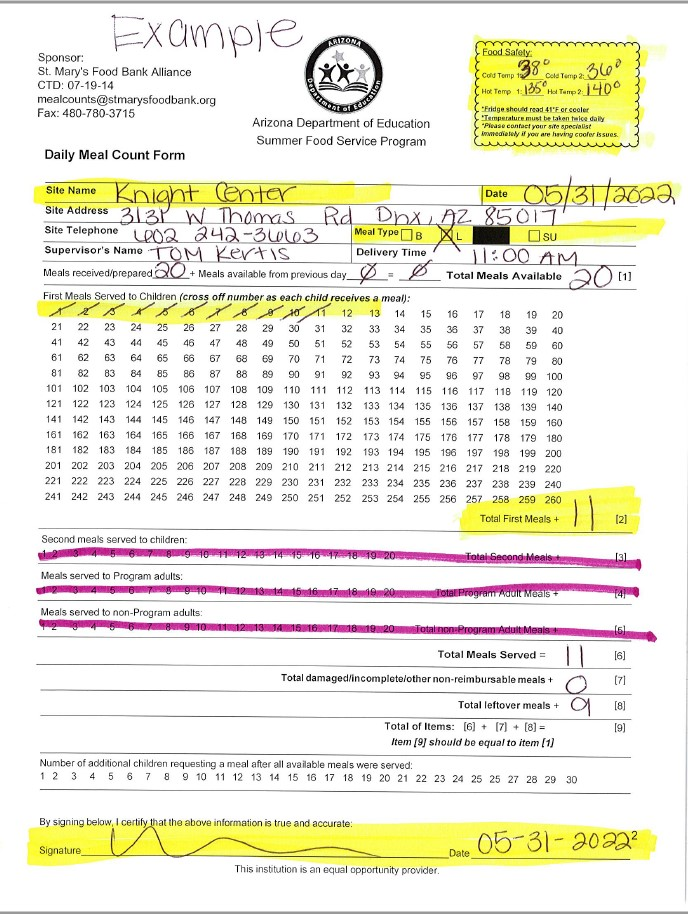 Example
Sponsor:
St. Mary's Food Bank Alliance
CTD: 07-19-14
mealcounts@stmarysfoodbank.org
Fax: 480-780-3715
ARIZONA
Department of Education
Arizona Department of Education
Summer Food Service Program
Food Safety:
Cold Temp 1: 38° Cold Temp 2: 36°
Hot Temp 1: 135° Hot Temp 2: 140°
*Fridge should read 41°F or cooler
*Temperature must be taken twice daily
*Please contact your site specialist
immediately if you are having cooler issues.
Daily Meal Count Form
Site Name Knight Center Date 05/31/2022
Site Address 3131 W Thomas Rd Dhx, AZ 85017
Site Telephone 602 242-3663 Meal Type B X L SU
Supervisor's Name Tom Kertis Delivery Time 11:00 AM
Meals received/prepared 20 + Meals available from previous day 0 = 0 Total Meals Available 20 [1]
First Meals Served to Children (cross off number as each child receives a meal):
1 2 3 4 5 6 7 8 9 10 11 12 13 14 15 16 17 18 19 20
21 22 23 24 25 26 27 28 29 30 31 32 33 34 35 36 37 38 39 40
41 42 43 44 45 46 47 48 49 50 51 52 53 54 55 56 57 58 59 60
61 62 63 64 65 66 67 68 69 70 71 72 73 74 75 76 77 78 79 80
81 82 83 84 85 86 87 88 89 90 91 92 93 94 95 96 97 98 99 100
101 102 103 104 105 106 107 108 109 110 111 112 113 114 115 116 117 118 119 120
121 122 123 124 125 126 127 128 129 130 131 132 133 134 135 136 137 138 139 140
141 142 143 144 145 146 147 148 149 150 151 152 153 154 155 156 157 158 159 160
161 162 163 164 165 166 167 168 169 170 171 172 173 174 175 176 177 178 179 180
181 182 183 184 185 186 187 188 189 190 191 192 193 194 195 196 197 198 199 200
201 202 203 204 205 206 207 208 209 210 211 212 213 214 215 216 217 218 219 220
221 222 223 224 225 226 227 228 229 230 231 232 233 234 235 236 237 238 239 240
241 242 243 244 245 246 247 248 249 250 251 252 253 254 255 256 257 258 259 260
Total First Meals + 11 [2]
Second meals served to children:
1 2 3 4 5 6 7 8 9 10 11 12 13 14 15 16 17 18 19 20 Total Second Meals + [3]
Meals served to Program adults:
1 2 3 4 5 6 7 8 9 10 11 12 13 14 15 16 17 18 19 20 Total Program Adult Meals + [4]
Meals served to non-Program adults:
1 2 3 4 5 6 7 8 9 10 11 12 13 14 15 16 17 18 19 20 Total non-Program Adult Meals + [5]
Total Meals Served = 11 [6]
Total damaged/incomplete/other non-reimbursable meals + 0 [7]
Total leftover meals + 9 [8]
Total of Items: [6] + [7] + [8] = [9]
Item [9] should be equal to item [1]
Number of additional children requesting a meal after all available meals were served:
1 2 3 4 5 6 7 8 9 10 11 12 13 14 15 16 17 18 19 20 21 22 23 24 25 25 27 28 29 30
By signing below, I certify that the above information is true and accurate:
Signature Date 05-31-2022 2
This institution is an equal opportunity provider.